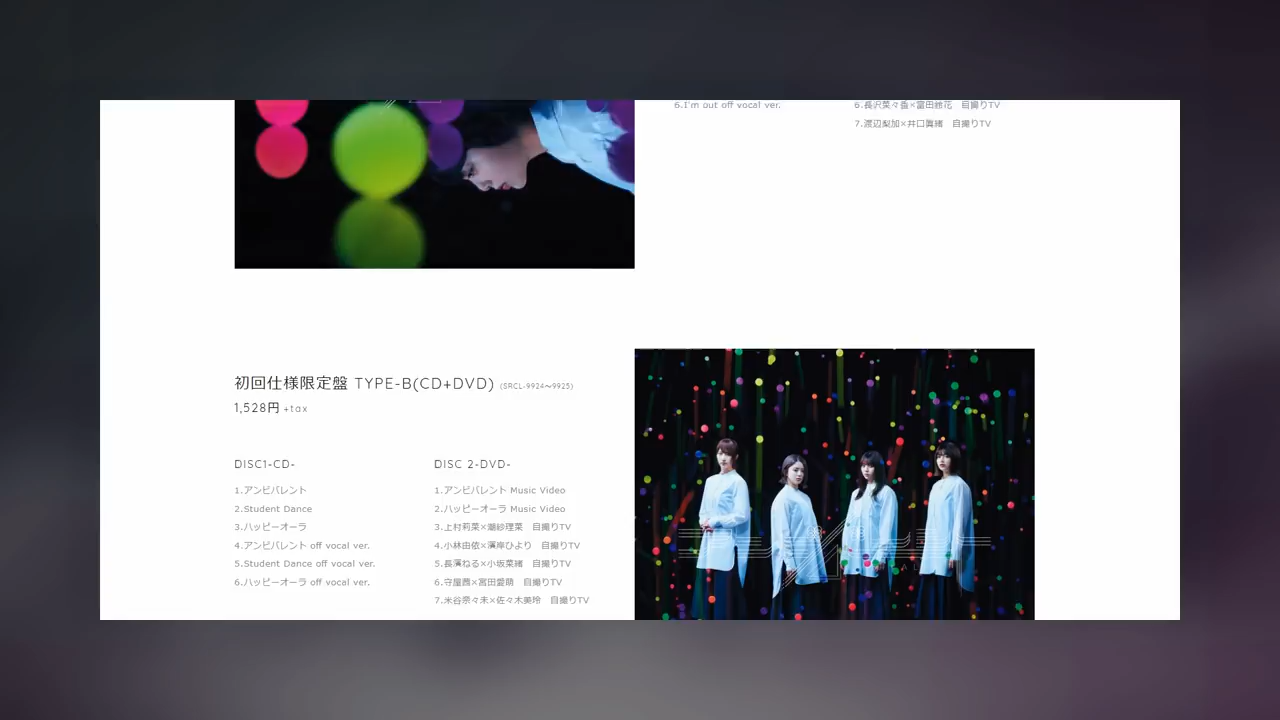 6.I'm out off vocal ver.
6.長沢菜々香×富田鈴花　自撮りTV
7.渡辺梨加×井口眞緒　自撮りTV
初回仕様限定盤 TYPE-B(CD+DVD) (SRCL-9924〜9925)
1,528円 +tax
DISC1-CD-
1.アンビバレント
2.Student Dance
3.ハッピーオーラ
4.アンビバレント off vocal ver.
5.Student Dance off vocal ver.
6.ハッピーオーラ off vocal ver.
DISC 2-DVD-
1.アンビバレント Music Video
2.ハッピーオーラ Music Video
3.上村莉菜×潮紗理菜　自撮りTV
4.小林由依×濱岸ひより　自撮りTV
5.長濱ねる×小坂菜緒　自撮りTV
6.守屋茜×宮田愛萌　自撮りTV
7.米谷奈々未×佐々木美玲　自撮りTV